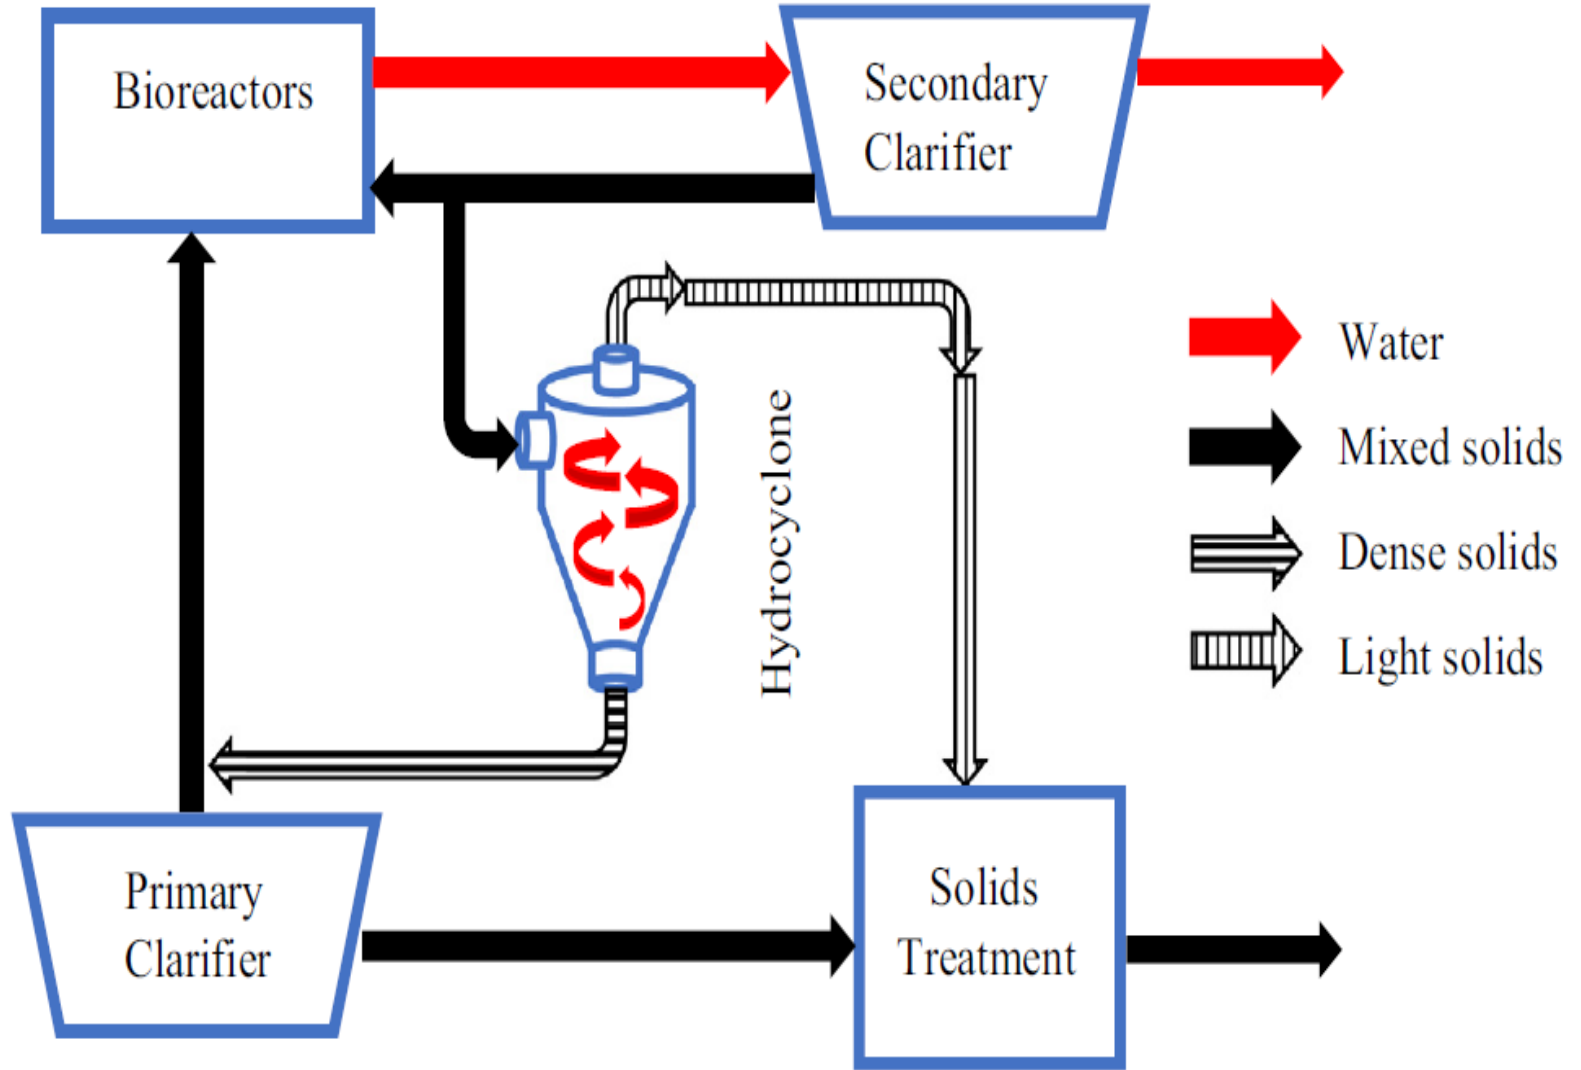 Bioreactors
Secondary
Clarifier
Hydrocyclone
Water
Mixed solids
Dense solids
Light solids
Primary
Clarifier
Solids
Treatment